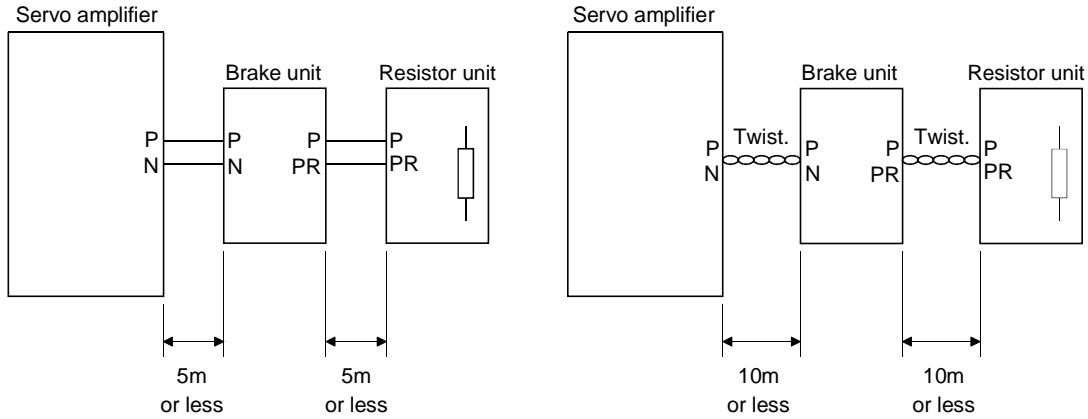 Servo amplifier
Brake unit
Resistor unit
P
N
P
N
P
PR
P
PR
5m
or less
5m
or less
Servo amplifier
Brake unit
Resistor unit
P
N
Twist.
P
N
P
PR
Twist.
P
PR
10m
or less
10m
or less